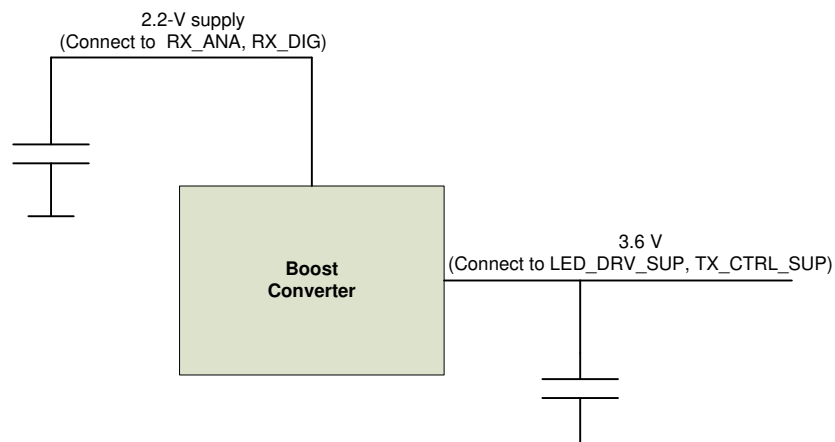 2.2-V supply
(Connect to RX_ANA, RX_DIG)
Boost
Converter
3.6 V
(Connect to LED_DRV_SUP, TX_CTRL_SUP)